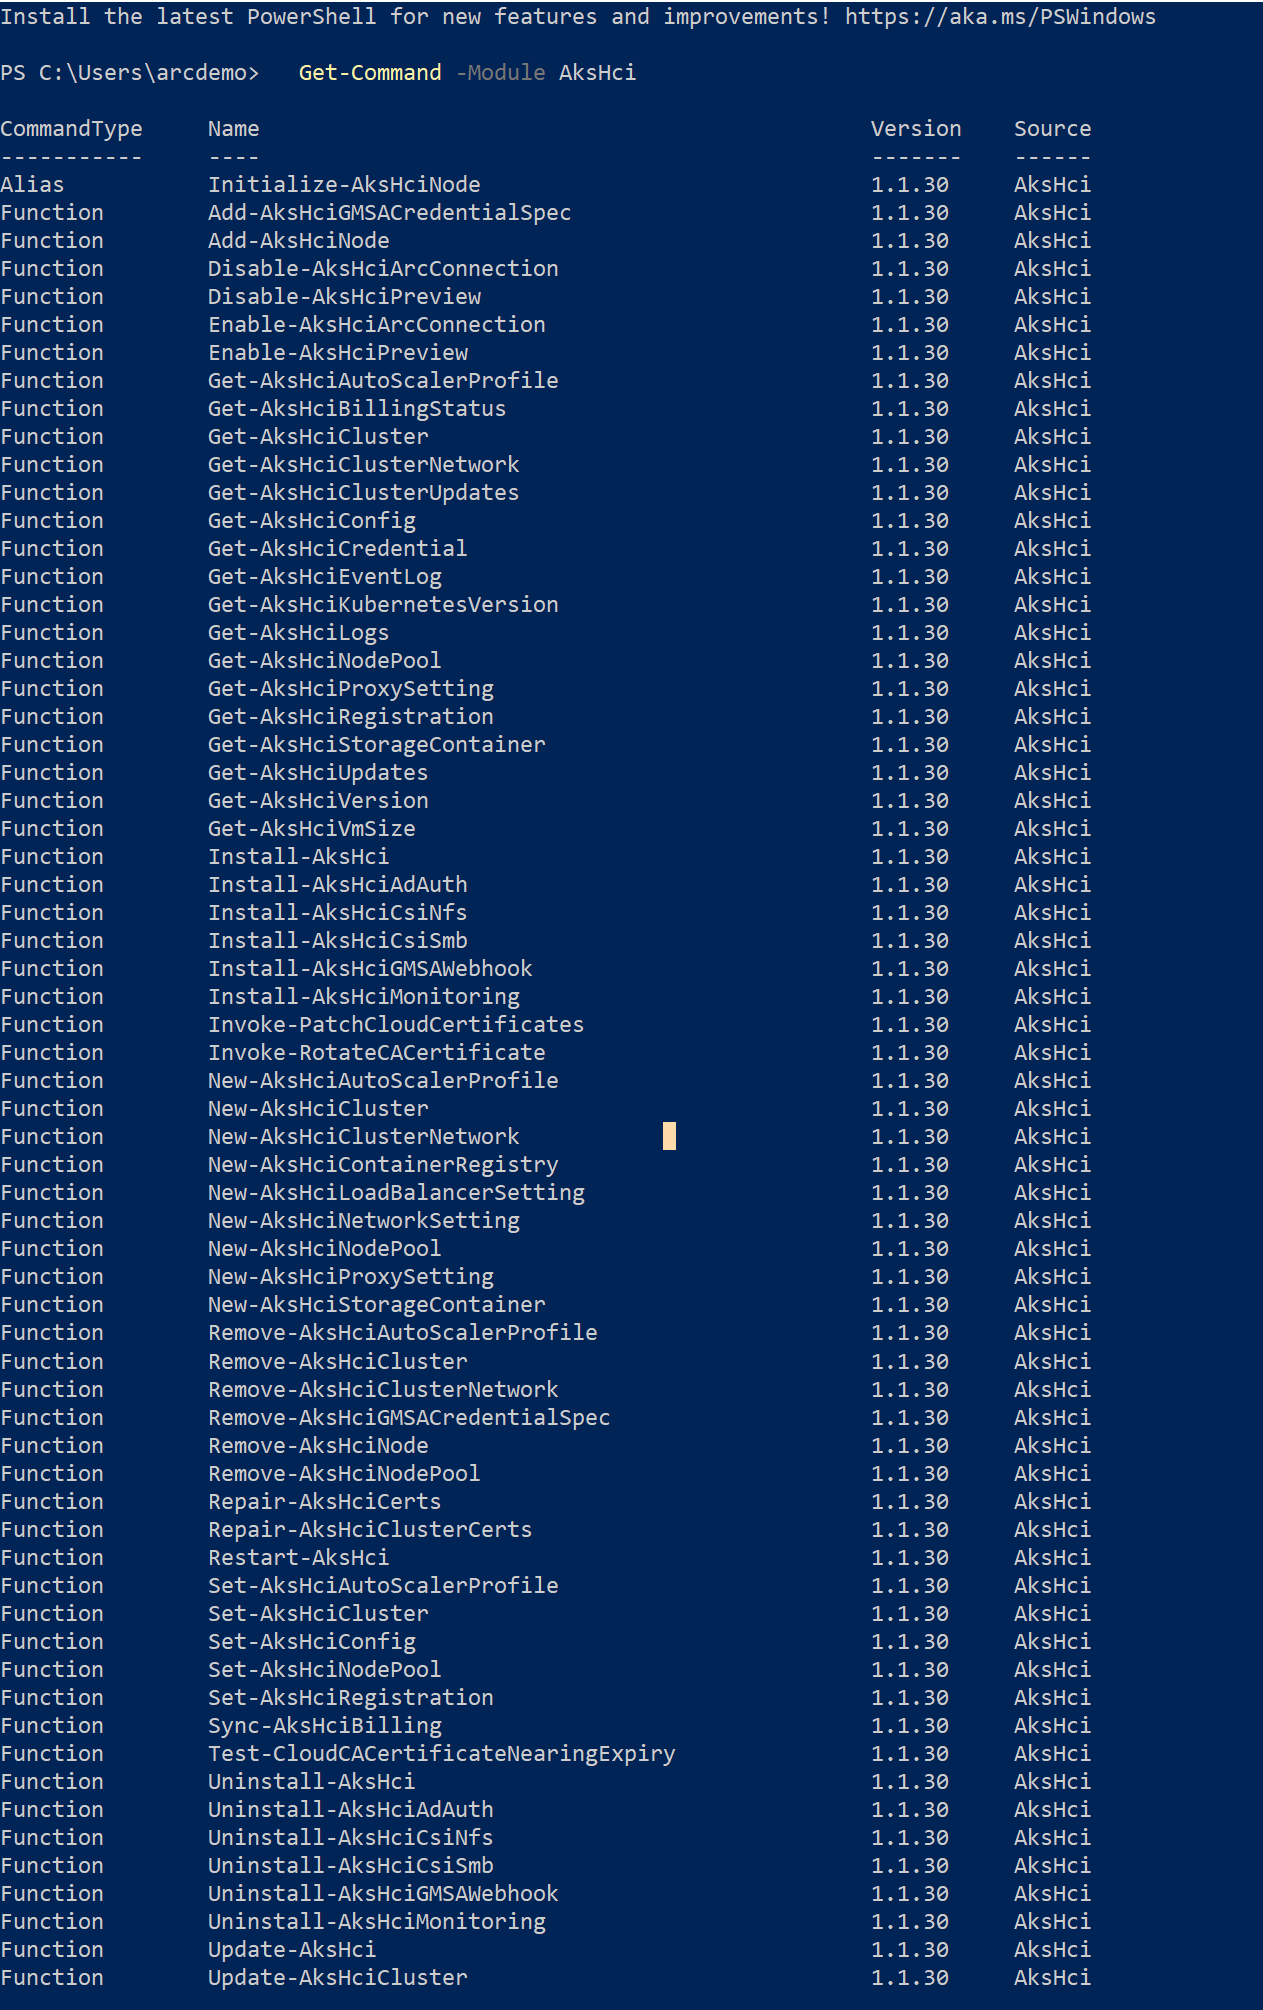 Install the latest PowerShell for new features and improvements! https://aka.ms/PSWindows
PS C:\Users\arcdemo>   Get-Command -Module AksHci
CommandType     Name                                               Version    Source
-----------     ----                                               -------    ------
Alias           Initialize-AksHciNode                              1.1.30     AksHci
Function        Add-AksHciGMSACredentialSpec                       1.1.30     AksHci
Function        Add-AksHciNode                                     1.1.30     AksHci
Function        Disable-AksHciArcConnection                        1.1.30     AksHci
Function        Disable-AksHciPreview                              1.1.30     AksHci
Function        Enable-AksHciArcConnection                         1.1.30     AksHci
Function        Enable-AksHciPreview                               1.1.30     AksHci
Function        Get-AksHciAutoScalerProfile                        1.1.30     AksHci
Function        Get-AksHciBillingStatus                            1.1.30     AksHci
Function        Get-AksHciCluster                                  1.1.30     AksHci
Function        Get-AksHciClusterNetwork                           1.1.30     AksHci
Function        Get-AksHciClusterUpdates                           1.1.30     AksHci
Function        Get-AksHciConfig                                   1.1.30     AksHci
Function        Get-AksHciCredential                               1.1.30     AksHci
Function        Get-AksHciEventLog                                 1.1.30     AksHci
Function        Get-AksHciKubernetesVersion                        1.1.30     AksHci
Function        Get-AksHciLogs                                     1.1.30     AksHci
Function        Get-AksHciNodePool                                 1.1.30     AksHci
Function        Get-AksHciProxySetting                             1.1.30     AksHci
Function        Get-AksHciRegistration                             1.1.30     AksHci
Function        Get-AksHciStorageContainer                         1.1.30     AksHci
Function        Get-AksHciUpdates                                  1.1.30     AksHci
Function        Get-AksHciVersion                                  1.1.30     AksHci
Function        Get-AksHciVmSize                                   1.1.30     AksHci
Function        Install-AksHci                                     1.1.30     AksHci
Function        Install-AksHciAdAuth                               1.1.30     AksHci
Function        Install-AksHciCsiNfs                               1.1.30     AksHci
Function        Install-AksHciCsiSmb                               1.1.30     AksHci
Function        Install-AksHciGMSAWebhook                          1.1.30     AksHci
Function        Install-AksHciMonitoring                           1.1.30     AksHci
Function        Invoke-PatchCloudCertificates                      1.1.30     AksHci
Function        Invoke-RotateCACertificate                         1.1.30     AksHci
Function        New-AksHciAutoScalerProfile                        1.1.30     AksHci
Function        New-AksHciCluster                                  1.1.30     AksHci
Function        New-AksHciClusterNetwork                           1.1.30     AksHci
Function        New-AksHciContainerRegistry                        1.1.30     AksHci
Function        New-AksHciLoadBalancerSetting                      1.1.30     AksHci
Function        New-AksHciNetworkSetting                           1.1.30     AksHci
Function        New-AksHciNodePool                                 1.1.30     AksHci
Function        New-AksHciProxySetting                             1.1.30     AksHci
Function        New-AksHciStorageContainer                         1.1.30     AksHci
Function        Remove-AksHciAutoScalerProfile                     1.1.30     AksHci
Function        Remove-AksHciCluster                               1.1.30     AksHci
Function        Remove-AksHciClusterNetwork                        1.1.30     AksHci
Function        Remove-AksHciGMSACredentialSpec                    1.1.30     AksHci
Function        Remove-AksHciNode                                  1.1.30     AksHci
Function        Remove-AksHciNodePool                              1.1.30     AksHci
Function        Repair-AksHciCerts                                 1.1.30     AksHci
Function        Repair-AksHciClusterCerts                          1.1.30     AksHci
Function        Restart-AksHci                                     1.1.30     AksHci
Function        Set-AksHciAutoScalerProfile                        1.1.30     AksHci
Function        Set-AksHciCluster                                  1.1.30     AksHci
Function        Set-AksHciConfig                                   1.1.30     AksHci
Function        Set-AksHciNodePool                                 1.1.30     AksHci
Function        Set-AksHciRegistration                             1.1.30     AksHci
Function        Sync-AksHciBilling                                 1.1.30     AksHci
Function        Test-CloudCACertificateNearingExpiry               1.1.30     AksHci
Function        Uninstall-AksHci                                   1.1.30     AksHci
Function        Uninstall-AksHciAdAuth                             1.1.30     AksHci
Function        Uninstall-AksHciCsiNfs                             1.1.30     AksHci
Function        Uninstall-AksHciCsiSmb                             1.1.30     AksHci
Function        Uninstall-AksHciGMSAWebhook                        1.1.30     AksHci
Function        Uninstall-AksHciMonitoring                         1.1.30     AksHci
Function        Update-AksHci                                      1.1.30     AksHci
Function        Update-AksHciCluster                               1.1.30     AksHci